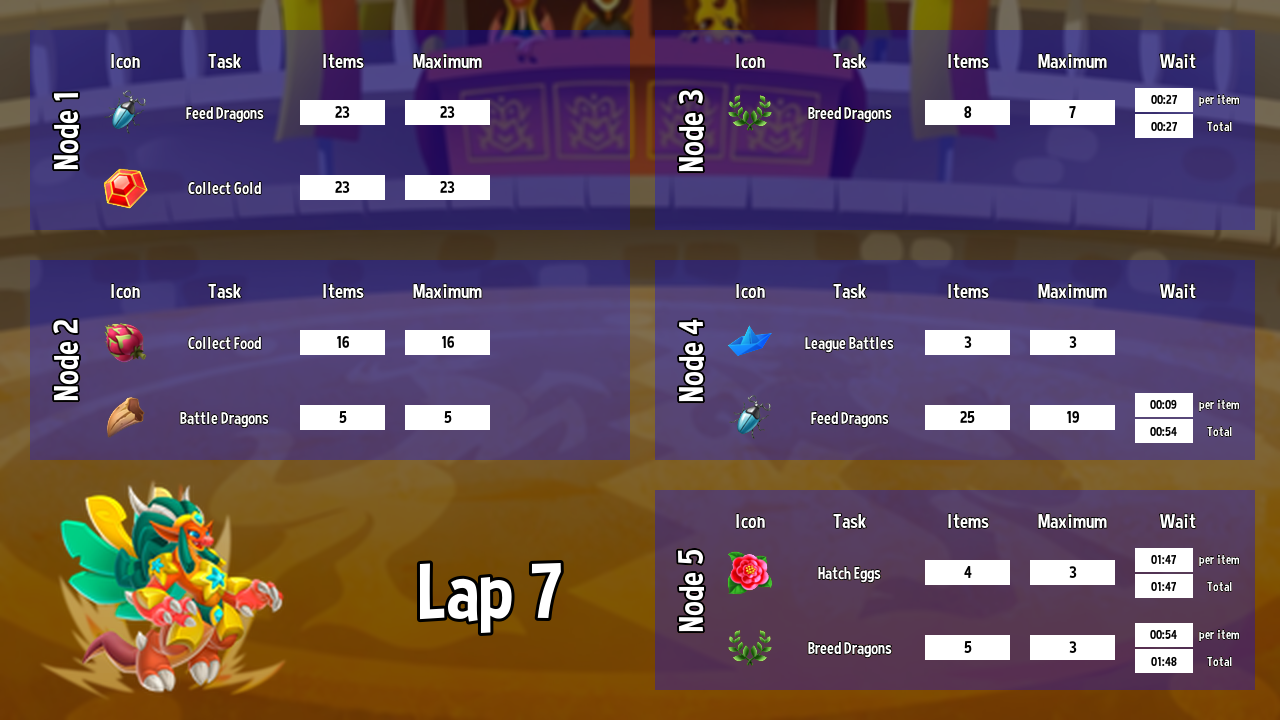 Node 1
Icon Task Items Maximum
Feed Dragons 23 23
Collect Gold 23 23
Node 2
Icon Task Items Maximum
Collect Food 16 16
Battle Dragons 5 5
Node 3
Icon Task Items Maximum Wait
Breed Dragons 8 7 00:27 per item
00:27 Total
Node 4
Icon Task Items Maximum Wait
League Battles 3 3
Feed Dragons 25 19 00:09 per item
00:54 Total
Node 5
Icon Task Items Maximum Wait
Hatch Eggs 4 3 01:47 per item
01:47 Total
Breed Dragons 5 3 00:54 per item
01:48 Total
Lap 7